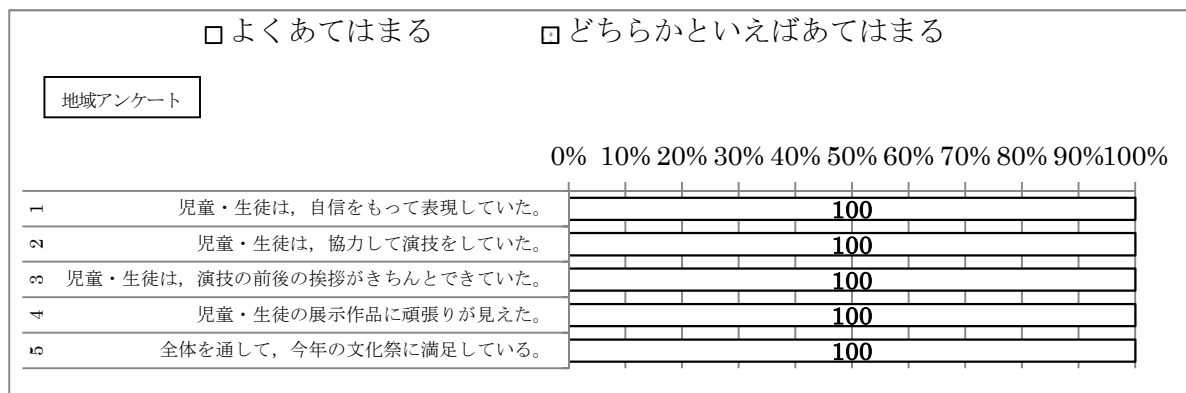 □よくあてはまる　□どちらかといえばあてはまる
地域アンケート
0% 10% 20% 30% 40% 50% 60% 70% 80% 90%100%
1 児童・生徒は，自信をもって表現していた。 100
2 児童・生徒は，協力して演技をしていた。 100
3 児童・生徒は，演技の前後の挨拶がきちんとできていた。 100
4 児童・生徒の展示作品に頑張りが見えた。 100
5 全体を通して，今年の文化祭に満足している。 100